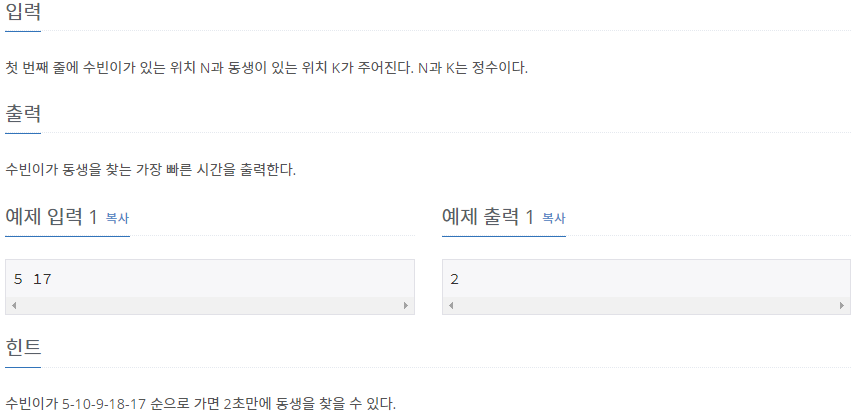 입력
첫 번째 줄에 수빈이가 있는 위치 N과 동생이 있는 위치 K가 주어진다. N과 K는 정수이다.
출력
수빈이가 동생을 찾는 가장 빠른 시간을 출력한다.
예제 입력 1 복사
5 17
예제 출력 1 복사
2
힌트
수빈이가 5-10-9-18-17 순으로 가면 2초만에 동생을 찾을 수 있다.